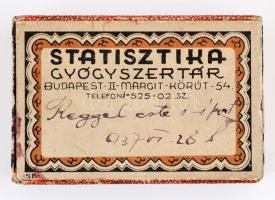 STATISZTIKA
GYÓGYSZERTÁR
BUDAPEST-II-MARGIT-KÖRÚT-54.
TELEFON:-525-02.SZ.
Reggel este 1-1 port
937 VI 28